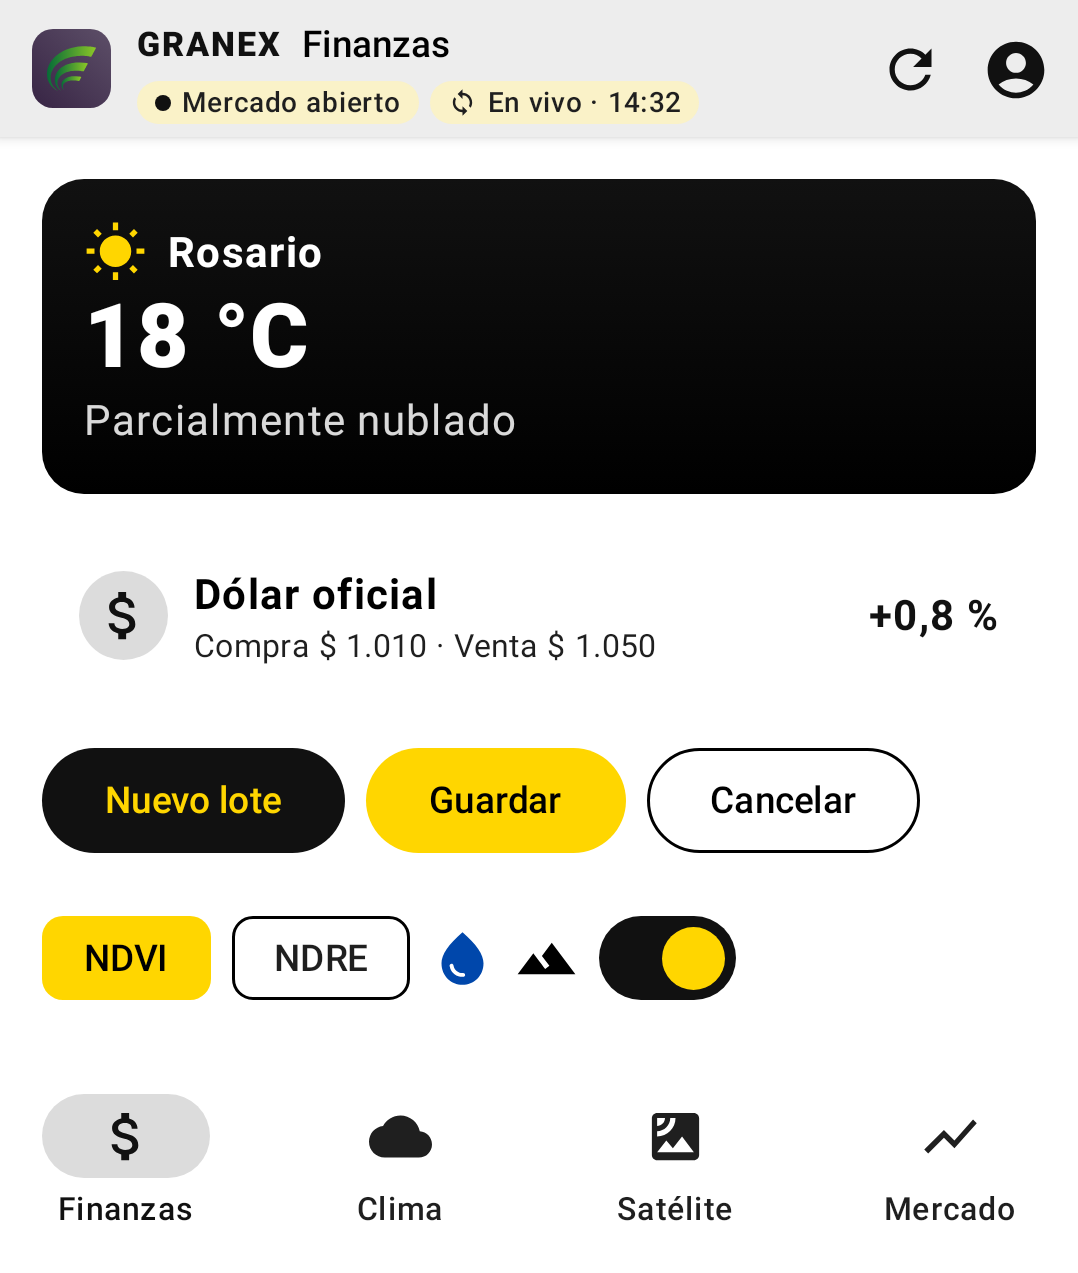 GRANEX Finanzas
Mercado abierto En vivo · 14:32
Rosario
18 °C
Parcialmente nublado
$ Dólar oficial
Compra $ 1.010 · Venta $ 1.050
+0,8 %
Nuevo lote Guardar Cancelar
NDVI NDRE
$
Finanzas Clima Satélite Mercado